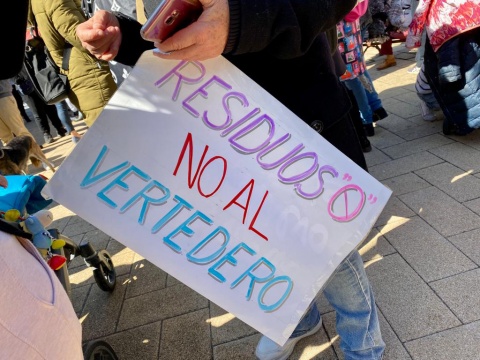 RESIDUOS "0"
NO AL
VERTEDERO